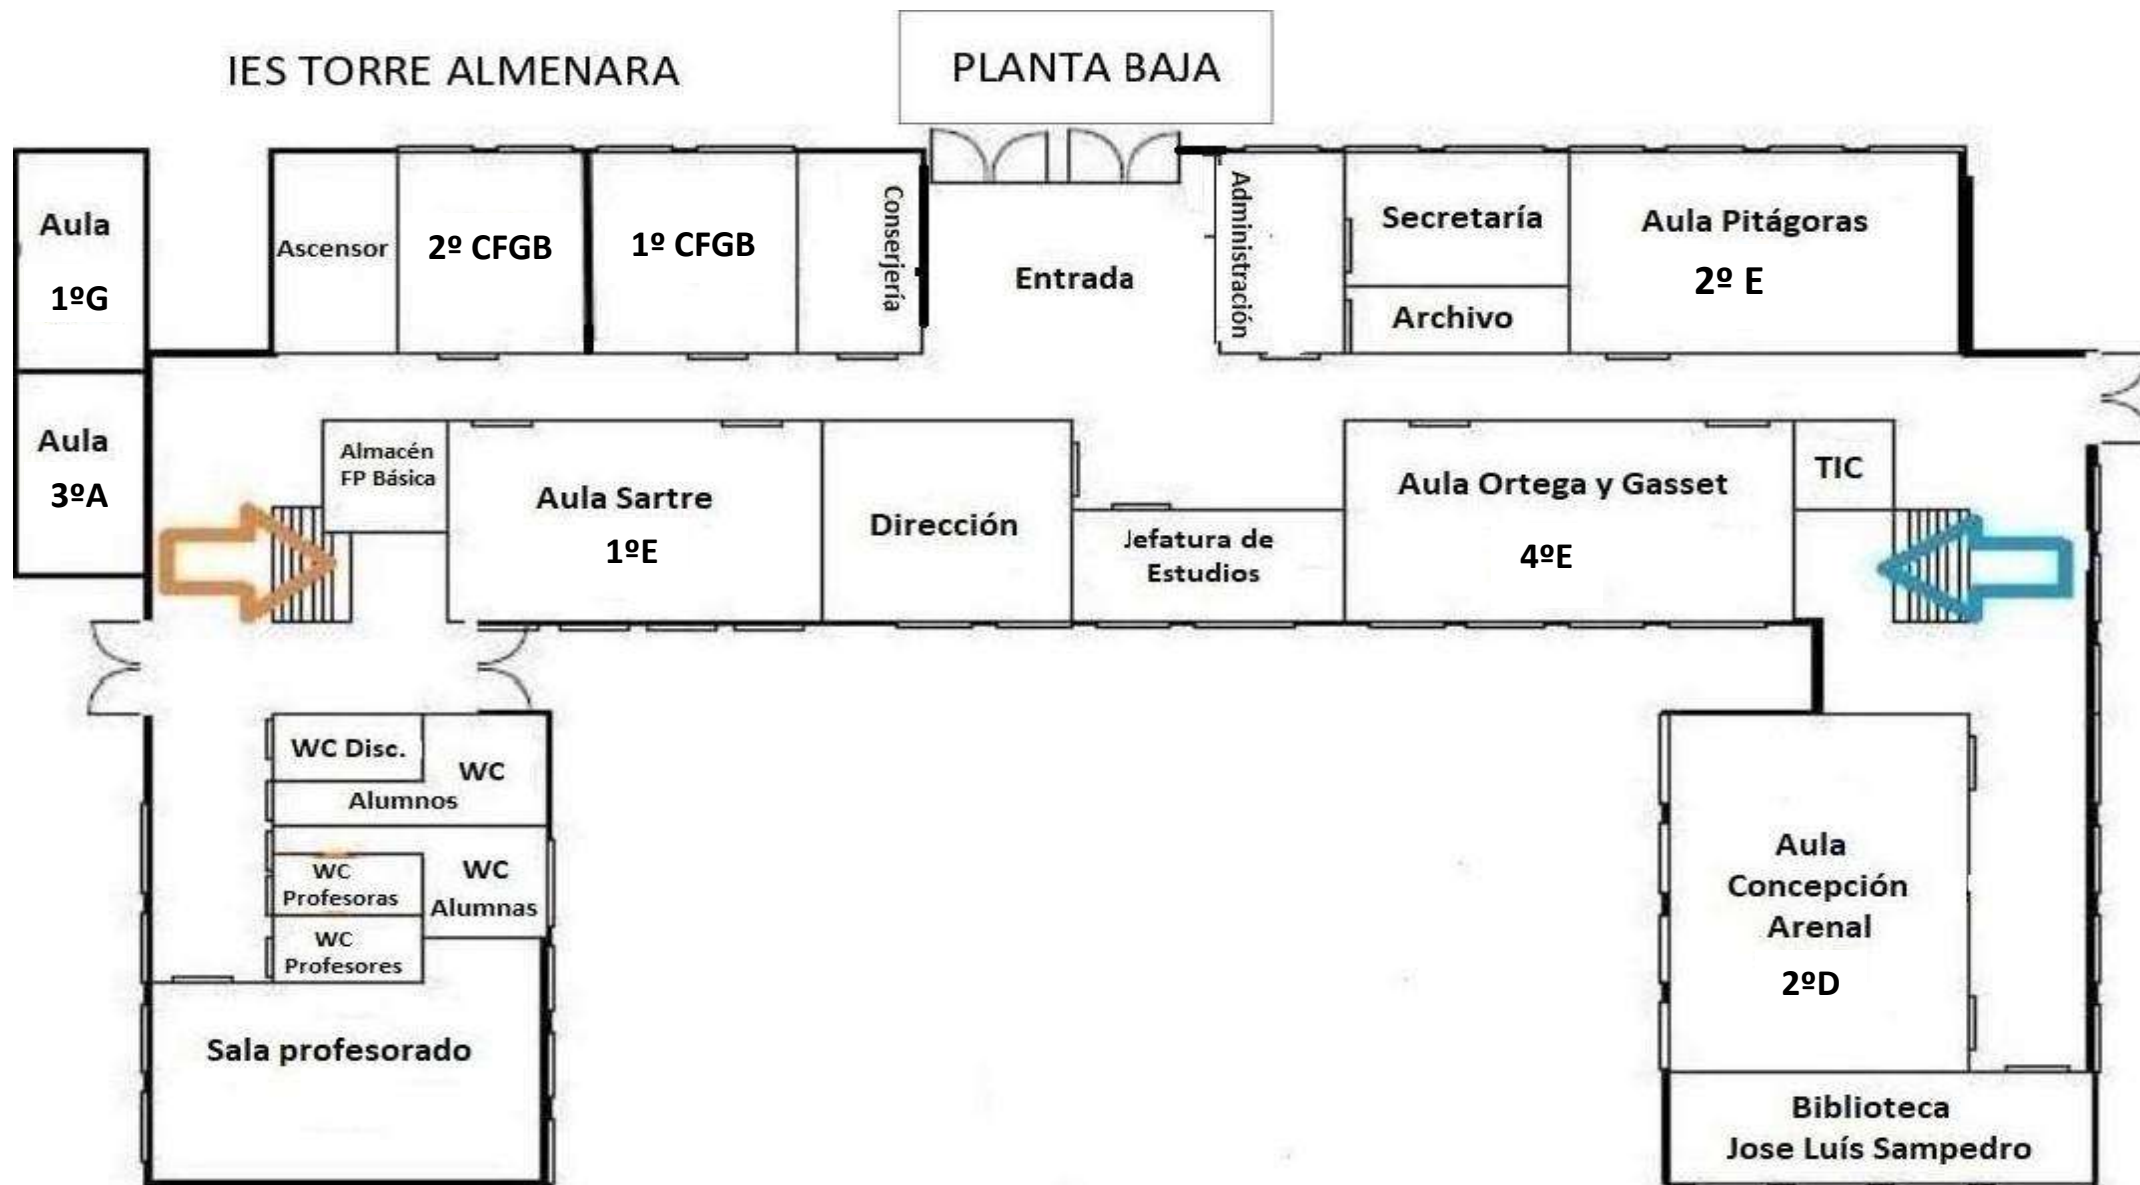 IES TORRE ALMENARA
PLANTA BAJA
Aula
1ºG
Ascensor
2º CFGB
1º CFGB
Conserjería
Entrada
Administración
Secretaría
Archivo
Aula Pitágoras
2º E
Aula
3ºA
Almacén
FP Básica
Aula Sartre
1ºE
Dirección
Jefatura de
Estudios
Aula Ortega y Gasset
4ºE
TIC
WC Disc.
WC
Alumnos
WC
Profesoras
WC
Alumnas
WC
Profesores
Sala profesorado
Aula
Concepción
Arenal
2ºD
Biblioteca
Jose Luís Sampedro